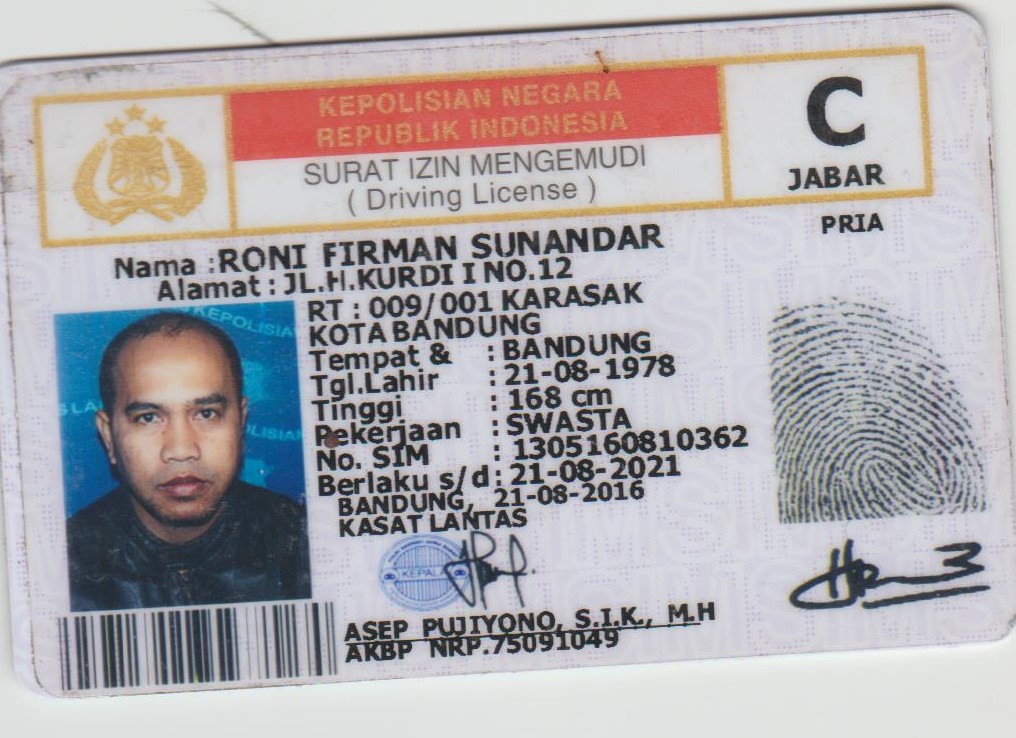 KEPOLISIAN NEGARA
REPUBLIK INDONESIA
SURAT IZIN MENGEMUDI
( Driving License )
C
JABAR
PRIA
Nama : RONI FIRMAN SUNANDAR
Alamat : JL.H.KURDI I NO.12
RT : 009/001 KARASAK
KOTA BANDUNG
Tempat & : BANDUNG
Tgl.Lahir : 21-08-1978
Tinggi : 168 cm
Pekerjaan : SWASTA
No. SIM : 1305160810362
Berlaku s/d : 21-08-2021
BANDUNG, 21-08-2016
KASAT LANTAS
KEPALA
ASEP PUJIYONO, S.I.K., M.H
AKBP NRP.75091049